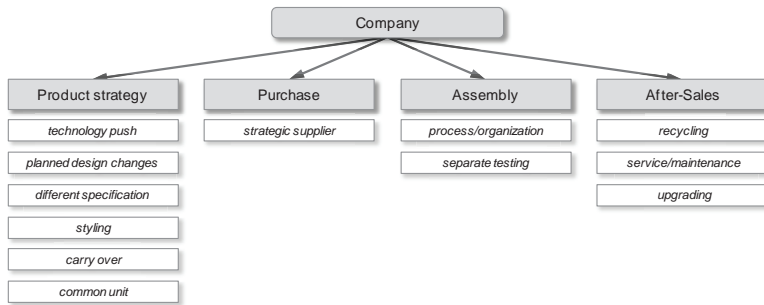 Company
Product strategy
technology push
planned design changes
different specification
styling
carry over
common unit
Purchase
strategic supplier
Assembly
process/organization
separate testing
After-Sales
recycling
service/maintenance
upgrading